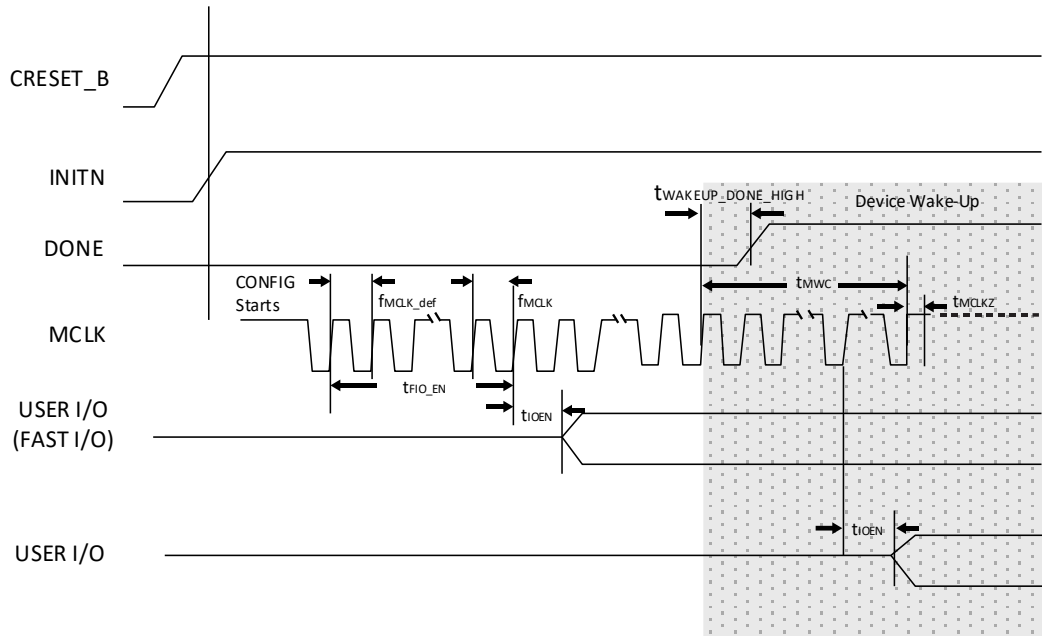 CRESET_B
INITN
tWAKEUP_DONE_HIGH
Device Wake-Up
DONE
CONFIG
Starts
fMCLK_def
fMCLK
tMWC
tMCLKZ
MCLK
tFIO_EN
USER I/O
(FAST I/O)
tIOEN
USER I/O
tIOEN